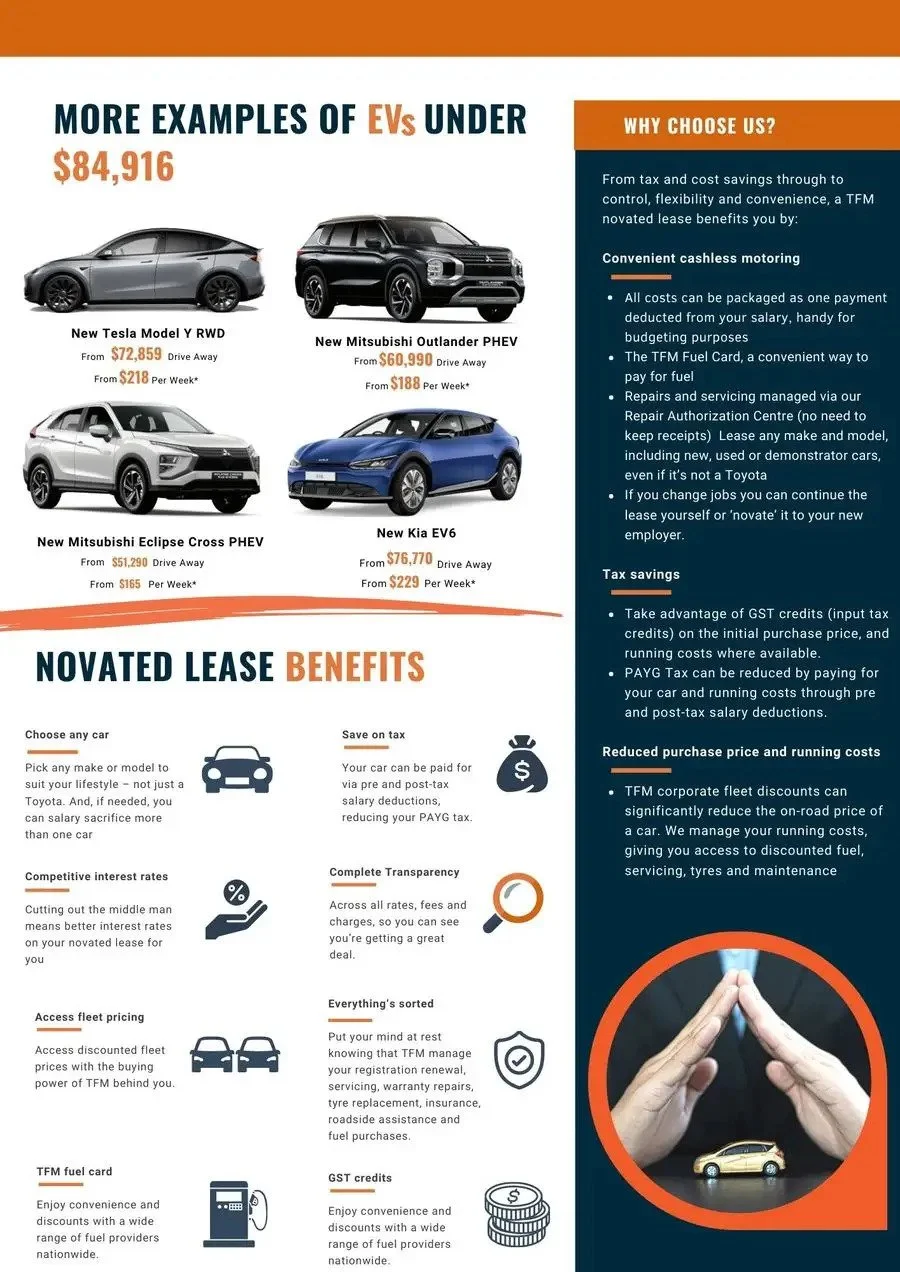 MORE EXAMPLES OF EVs UNDER
$84,916
New Tesla Model Y RWD
From $72,859 Drive Away
From $218 Per Week*
New Mitsubishi Outlander PHEV
From $60,990 Drive Away
From $188 Per Week*
New Mitsubishi Eclipse Cross PHEV
From $51,290 Drive Away
From $165 Per Week*
New Kia EV6
From $76,770 Drive Away
From $229 Per Week*
NOVATED LEASE BENEFITS
Choose any car
Pick any make or model to
suit your lifestyle – not just a
Toyota. And, if needed, you
can salary sacrifice more
than one car
Save on tax
Your car can be paid for
via pre and post-tax
salary deductions,
reducing your PAYG tax.
Competitive interest rates
Cutting out the middle man
means better interest rates
on your novated lease for
you
Complete Transparency
Across all rates, fees and
charges, so you can see
you're getting a great
deal.
Access fleet pricing
Access discounted fleet
prices with the buying
power of TFM behind you.
Everything's sorted
Put your mind at rest
knowing that TFM manage
your registration renewal,
servicing, warranty repairs,
tyre replacement, insurance,
roadside assistance and
fuel purchases.
TFM fuel card
Enjoy convenience and
discounts with a wide
range of fuel providers
nationwide.
GST credits
Enjoy convenience and
discounts with a wide
range of fuel providers
nationwide.
WHY CHOOSE US?
From tax and cost savings through to
control, flexibility and convenience, a TFM
novated lease benefits you by:
Convenient cashless motoring
• All costs can be packaged as one payment
deducted from your salary, handy for
budgeting purposes
• The TFM Fuel Card, a convenient way to
pay for fuel
• Repairs and servicing managed via our
Repair Authorization Centre (no need to
keep receipts) Lease any make and model,
including new, used or demonstrator cars,
even if it's not a Toyota
• If you change jobs you can continue the
lease yourself or 'novate' it to your new
employer.
Tax savings
• Take advantage of GST credits (input tax
credits) on the initial purchase price, and
running costs where available.
• PAYG Tax can be reduced by paying for
your car and running costs through pre
and post-tax salary deductions.
Reduced purchase price and running costs
• TFM corporate fleet discounts can
significantly reduce the on-road price of
a car. We manage your running costs,
giving you access to discounted fuel,
servicing, tyres and maintenance